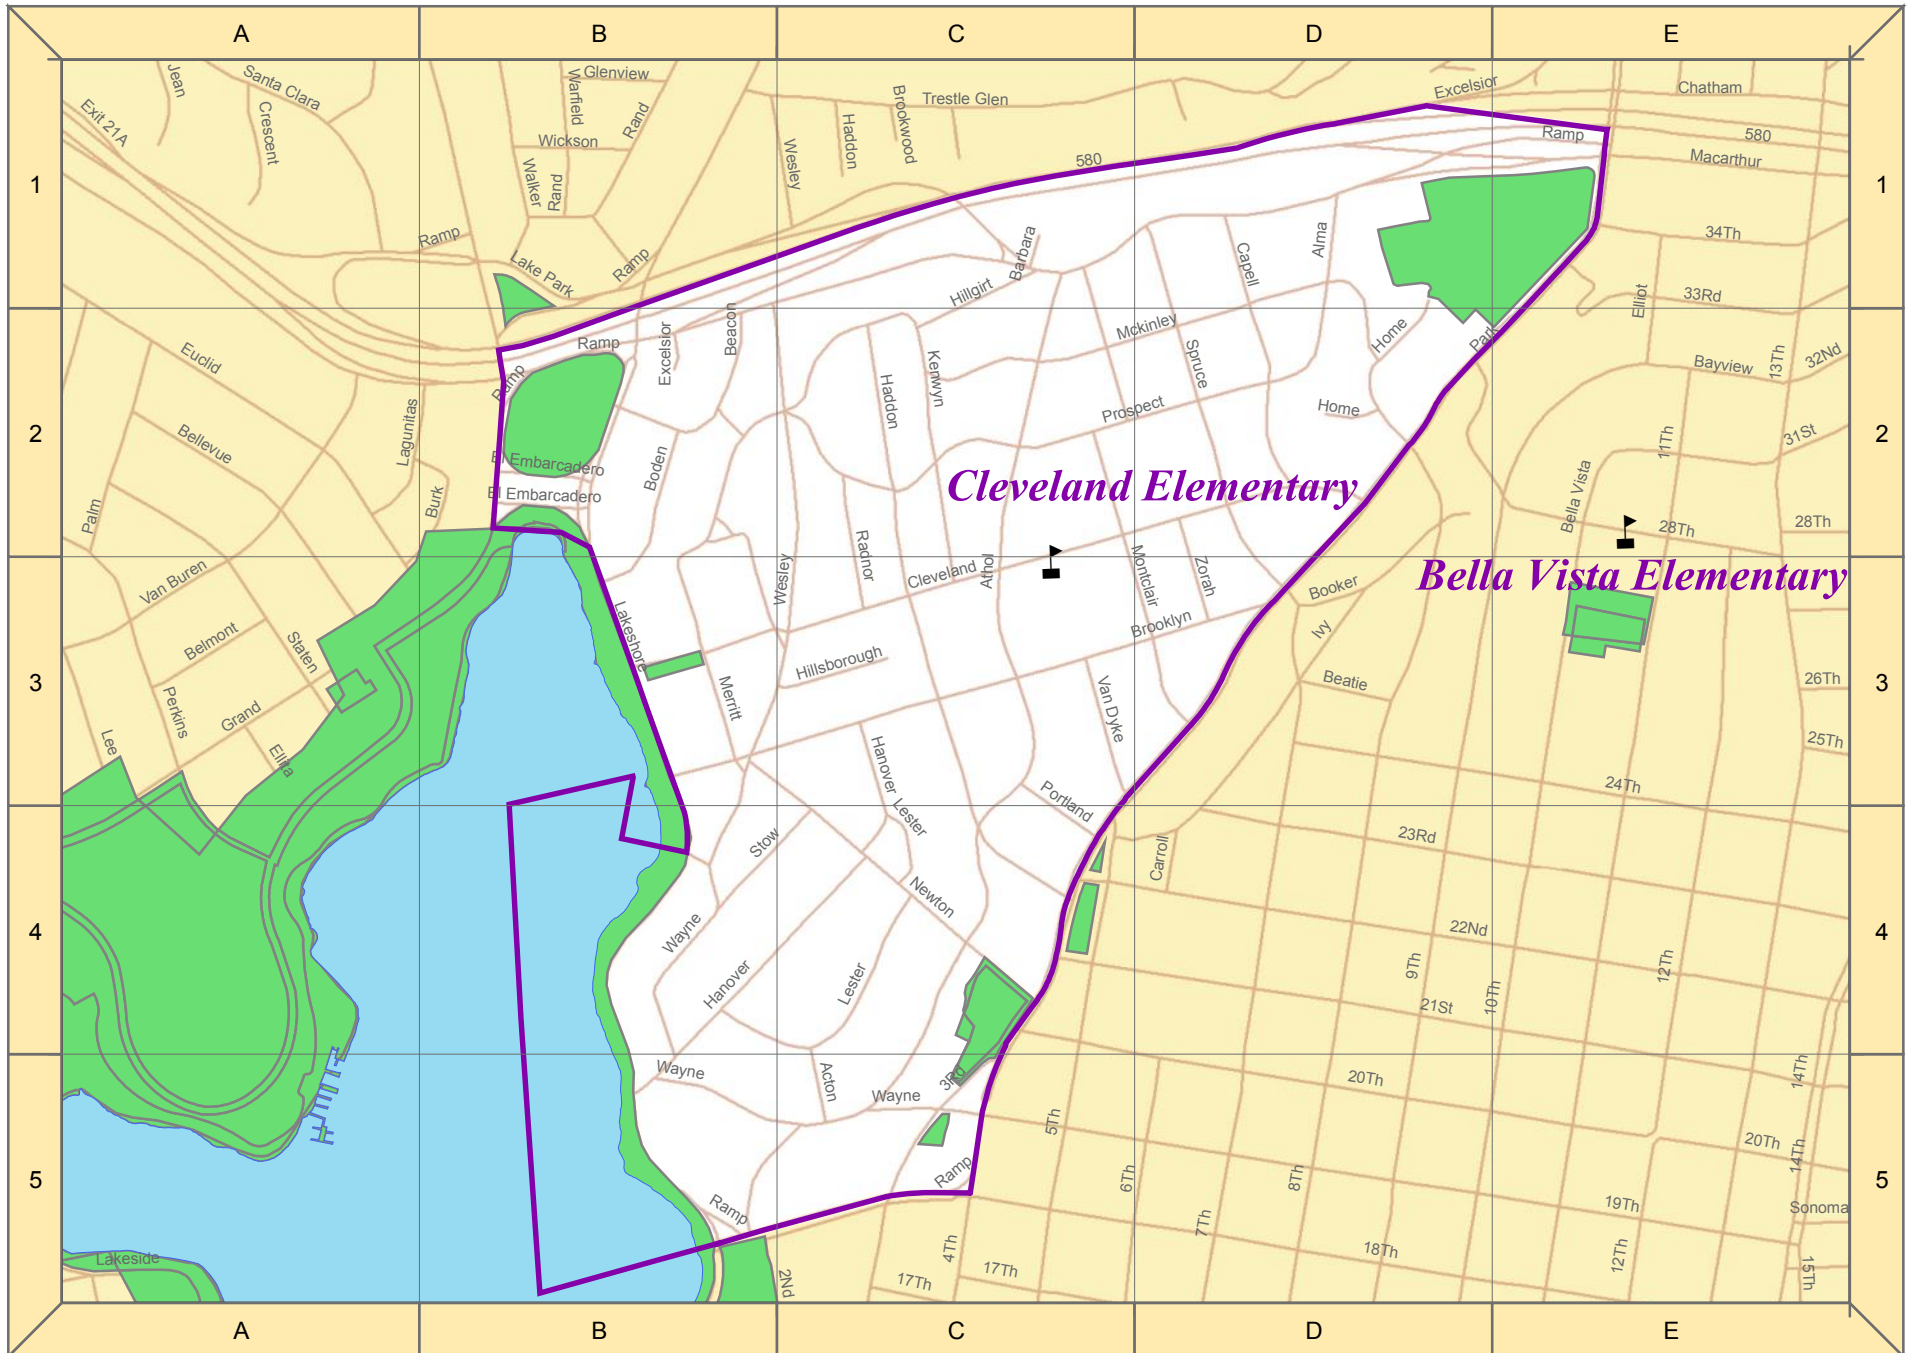 A B C D E
Jean
Santa Clara
Exit 21A
Crescent
Warfield
Glenview
Rand
Wickson
Walker
Rand
Wesley
Haddon
Brookwood
Trestle Glen
580
Excelsior
Chatham
Ramp
580
Macarthur
1
1
Ramp
Lake Park
Ramp
Barbara
Hillgirt
Capell
Alma
34Th
33Rd
Elliot
Euclid
Ramp
Ramp
Excelsior
Beacon
Mckinley
Home
Park
Bayview
13Th
32Nd
Kenwyn
Haddon
Spruce
Prospect
Home
Lagunitas
Bellevue
2
2
11Th
31St
Boden
El Embarcadero
El Embarcadero
Cleveland Elementary
Bella Vista
Palm
Burk
28Th
28Th
Radnor
Wesley
Cleveland
Athol
Montclair
Zorah
Booker
Bella Vista Elementary
Van Buren
Belmont
Staten
Lakeshore
Brooklyn
Ivy
Hillsborough
Merritt
Beatie
26Th
3
3
Perkins
Grand
Lee
Ellita
Van Dyke
Hanover
25Th
24Th
Portland
Lester
Stow
Carroll
23Rd
Newton
Wayne
22Nd
4
4
Hanover
Lester
9Th
10Th
12Th
21St
Wayne
Acton
Wayne
3Rd
20Th
14Th
5Th
20Th
14Th
5
5
Ramp
Ramp
6Th
8Th
7Th
19Th
Sonoma
4Th
18Th
12Th
Lakeside
2Nd
17Th
17Th
15Th
A B C D E